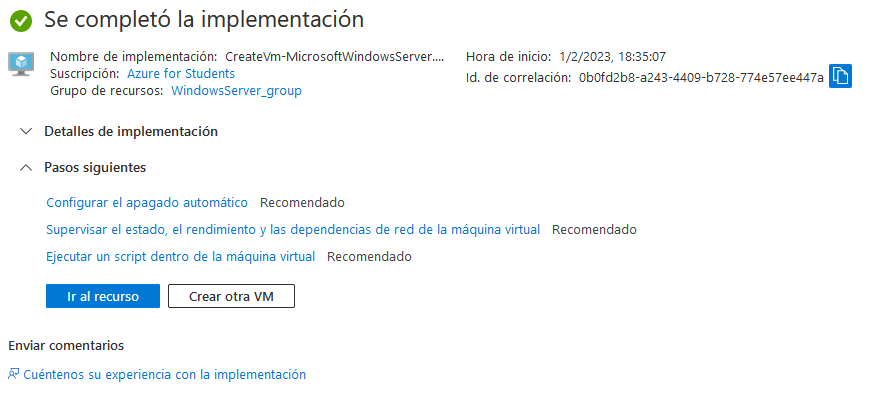 Se completó la implementación
Nombre de implementación: CreateVm-MicrosoftWindowsServer....
Suscripción: Azure for Students
Grupo de recursos: WindowsServer_group
Hora de inicio: 1/2/2023, 18:35:07
Id. de correlación: 0b0fd2b8-a243-4409-b728-774e57ee447a
Detalles de implementación
Pasos siguientes
Configurar el apagado automático Recomendado
Supervisar el estado, el rendimiento y las dependencias de red de la máquina virtual Recomendado
Ejecutar un script dentro de la máquina virtual Recomendado
Ir al recurso Crear otra VM
Enviar comentarios
Cuéntenos su experiencia con la implementación